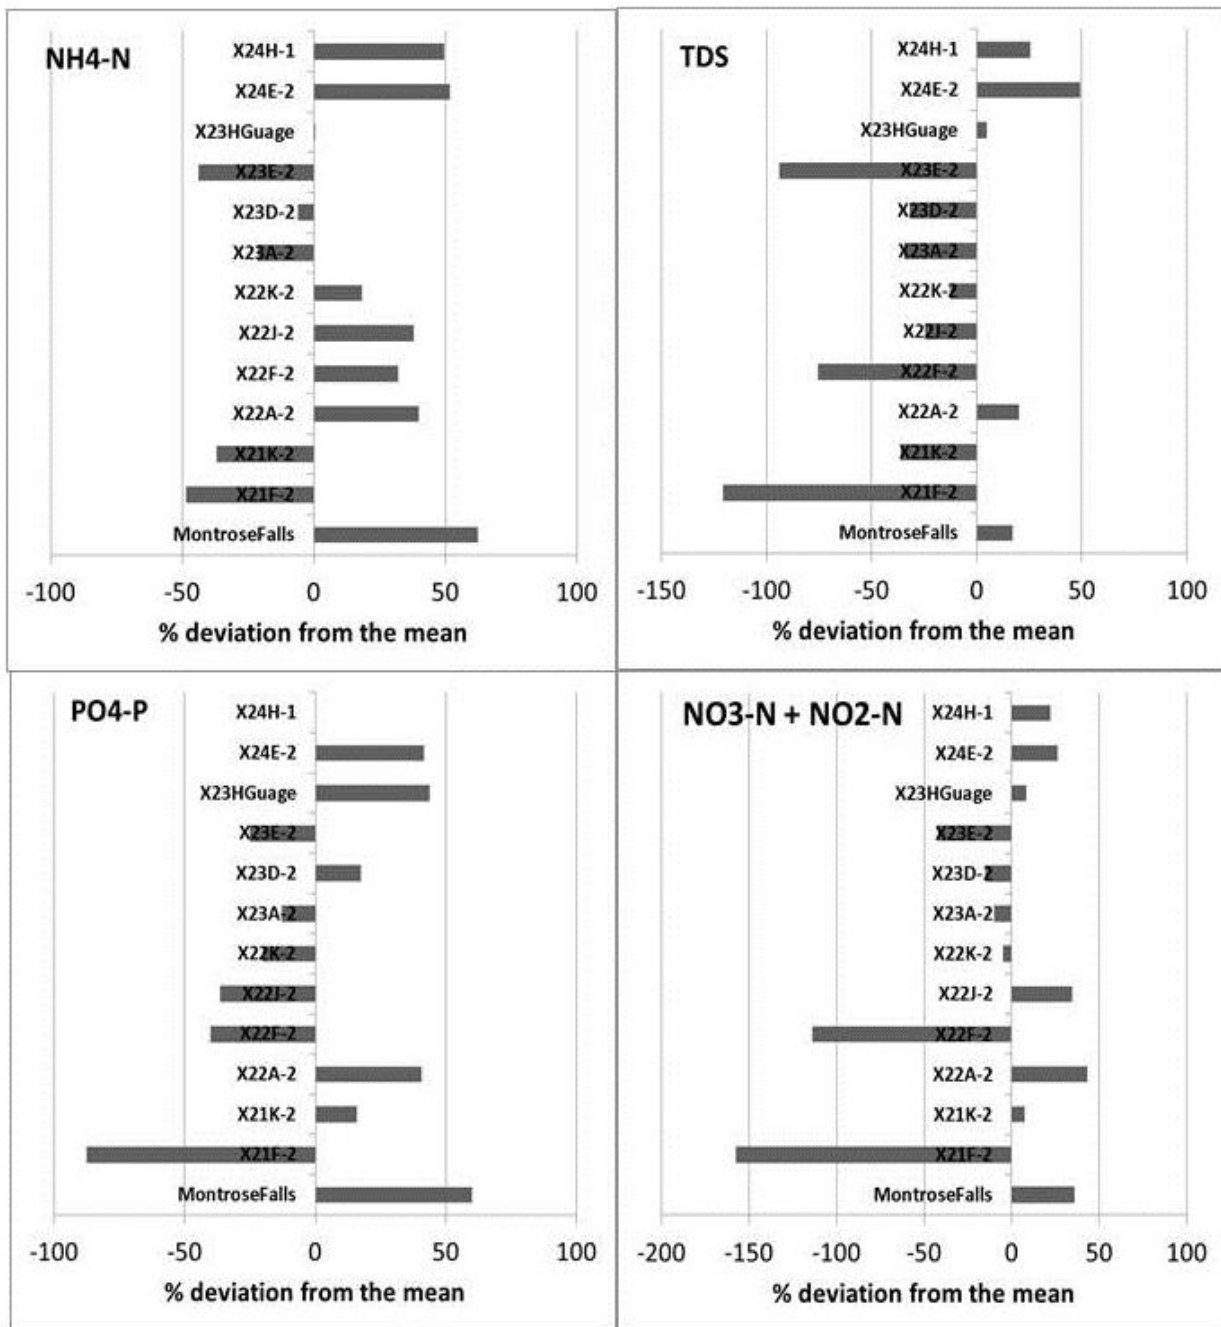 NH4-N
X24H-1
X24E-2
X23HGuage
X23E-2
X23D-2
X23A-2
X22K-2
X22J-2
X22F-2
X22A-2
X21K-2
X21F-2
MontroseFalls
-100 -50 0 50 100
% deviation from the mean
TDS
X24H-1
X24E-2
X23HGuage
X23E-2
X23D-2
X23A-2
X22K-2
X22J-2
X22F-2
X22A-2
X21K-2
X21F-2
MontroseFalls
-150 -100 -50 0 50 100
% deviation from the mean
PO4-P
X24H-1
X24E-2
X23HGuage
X23E-2
X23D-2
X23A-2
X22K-2
X22J-2
X22F-2
X22A-2
X21K-2
X21F-2
MontroseFalls
-100 -50 0 50 100
% deviation from the mean
NO3-N + NO2-N
X24H-1
X24E-2
X23HGuage
X23E-2
X23D-2
X23A-2
X22K-2
X22J-2
X22F-2
X22A-2
X21K-2
X21F-2
MontroseFalls
-200 -150 -100 -50 0 50 100
% deviation from the mean